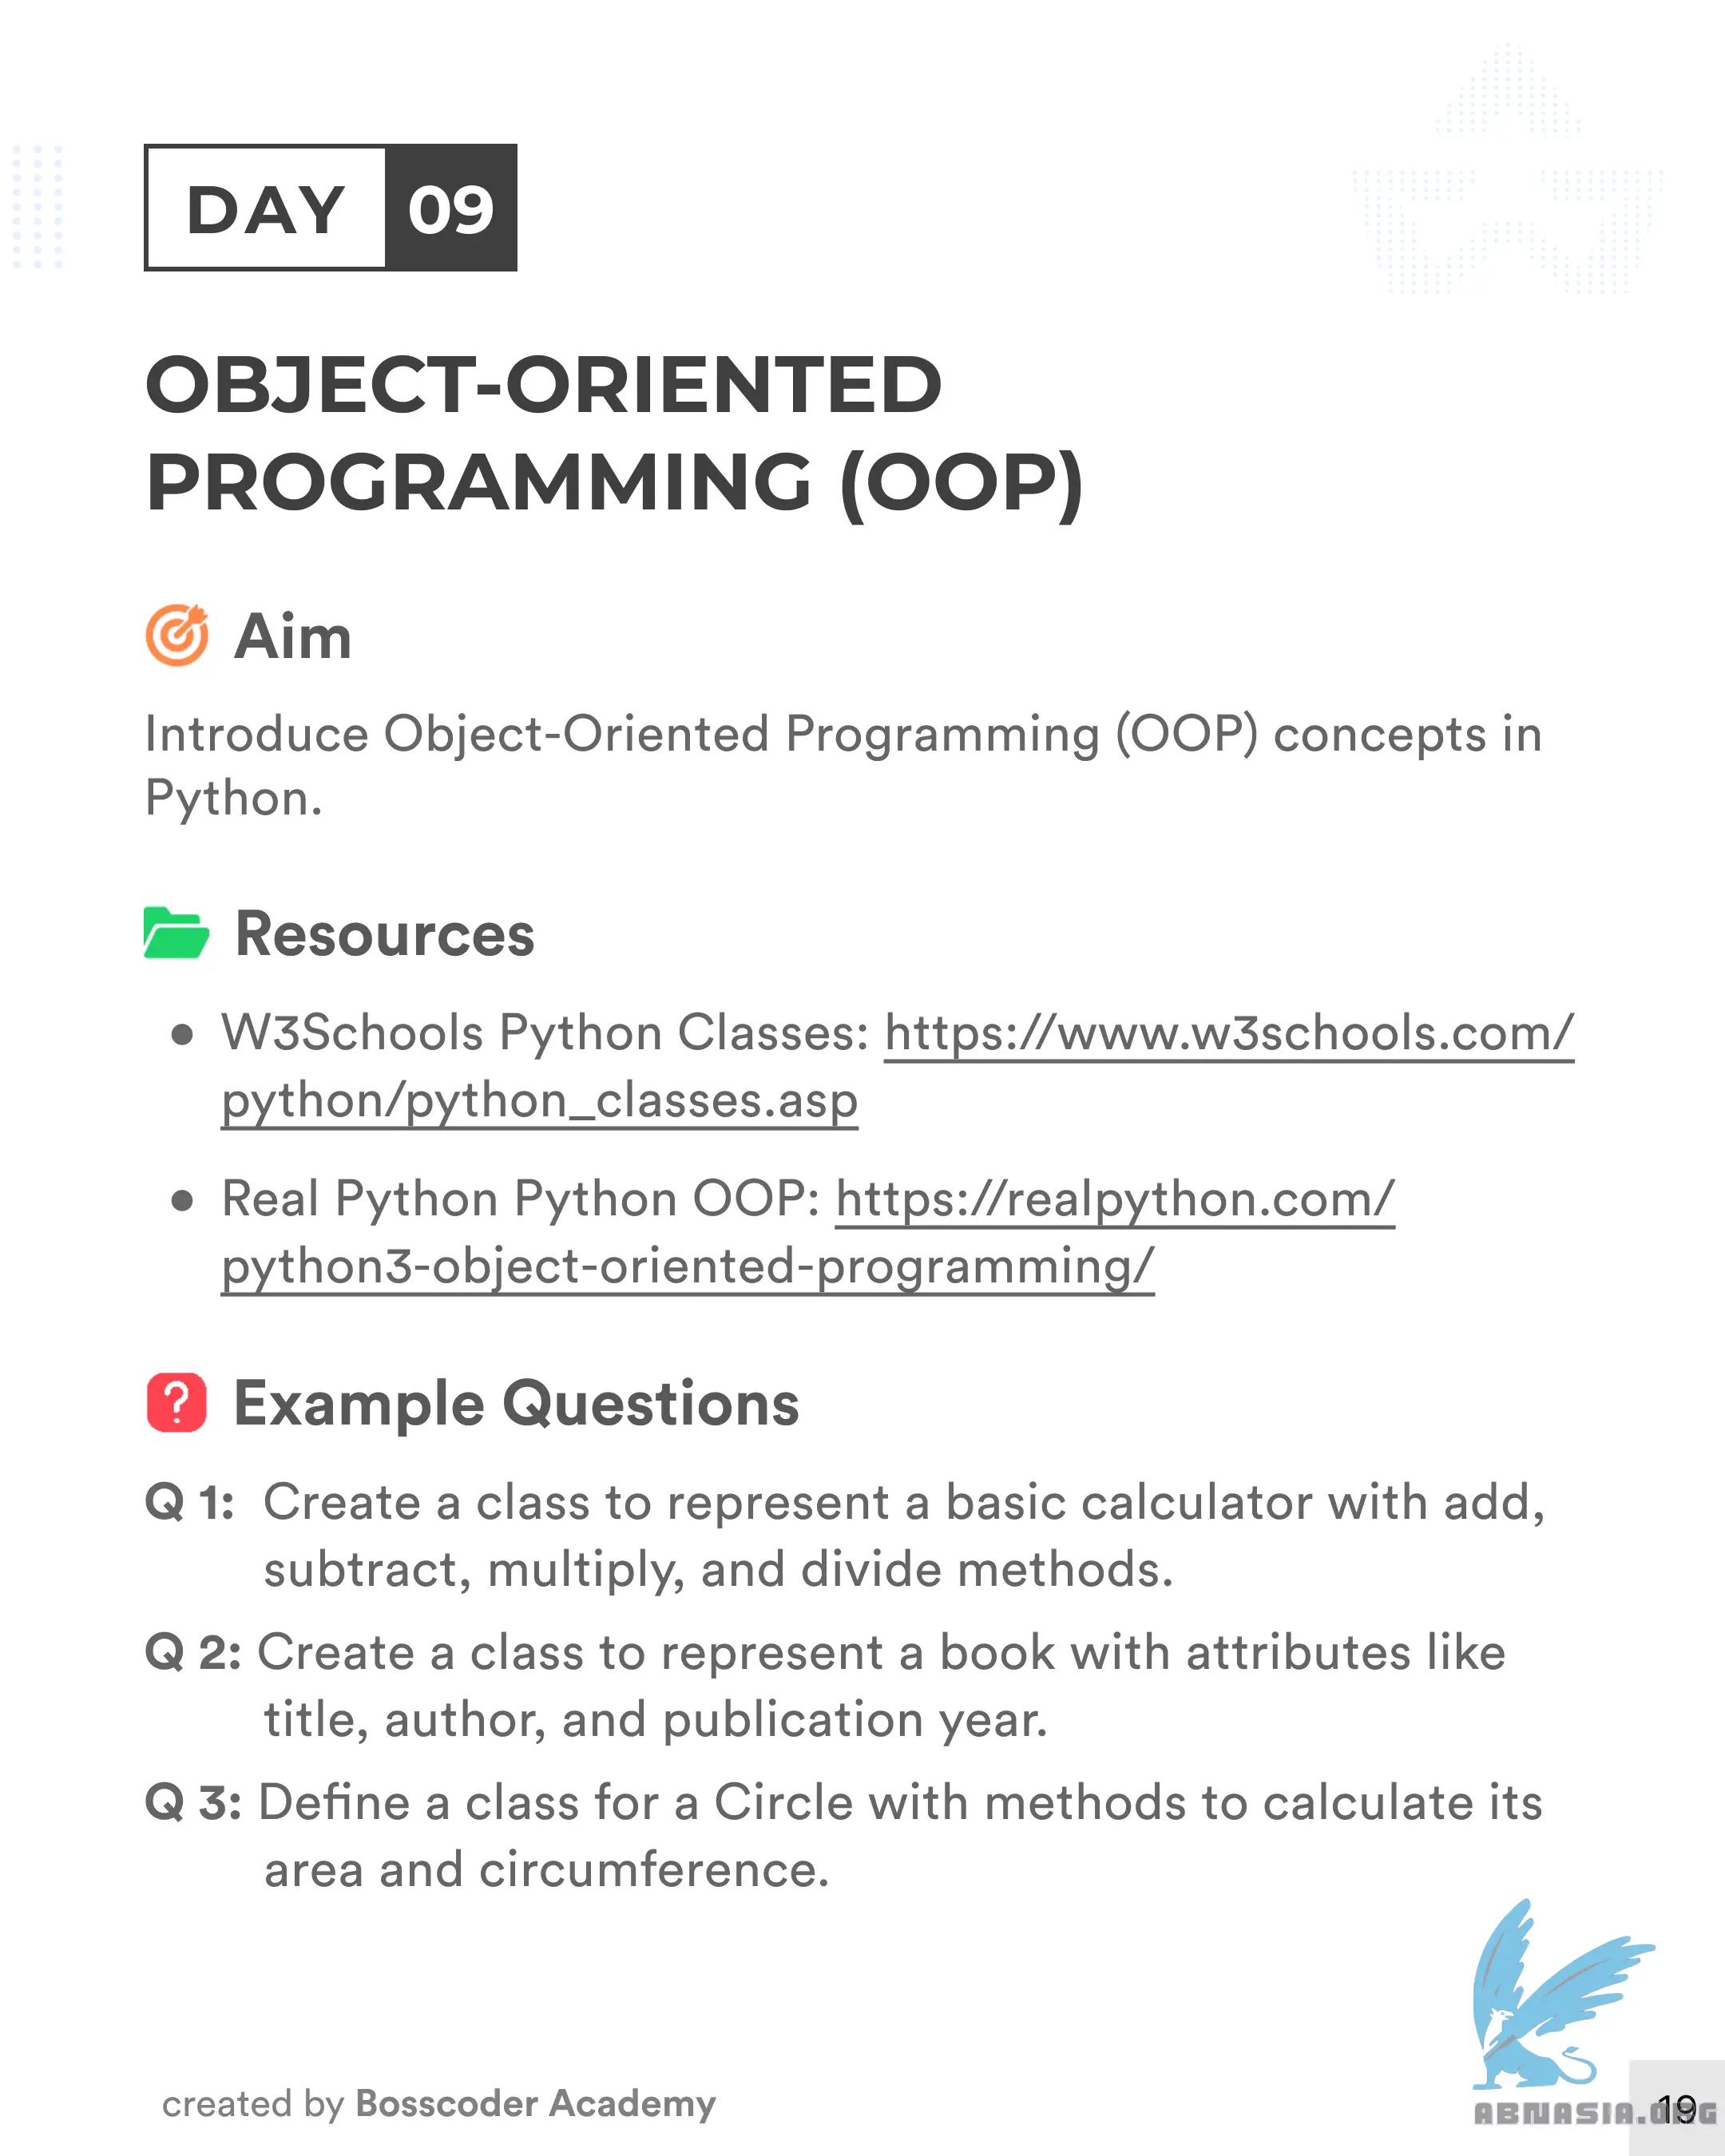 DAY 09
OBJECT-ORIENTED
PROGRAMMING (OOP)
Aim
Introduce Object-Oriented Programming (OOP) concepts in
Python.
Resources
● W3Schools Python Classes: https://www.w3schools.com/
python/python_classes.asp
● Real Python Python OOP: https://realpython.com/
python3-object-oriented-programming/
? Example Questions
Q 1: Create a class to represent a basic calculator with add,
subtract, multiply, and divide methods.
Q 2: Create a class to represent a book with attributes like
title, author, and publication year.
Q 3: Define a class for a Circle with methods to calculate its
area and circumference.
created by Bosscoder Academy
19
ABNASIA.ORG